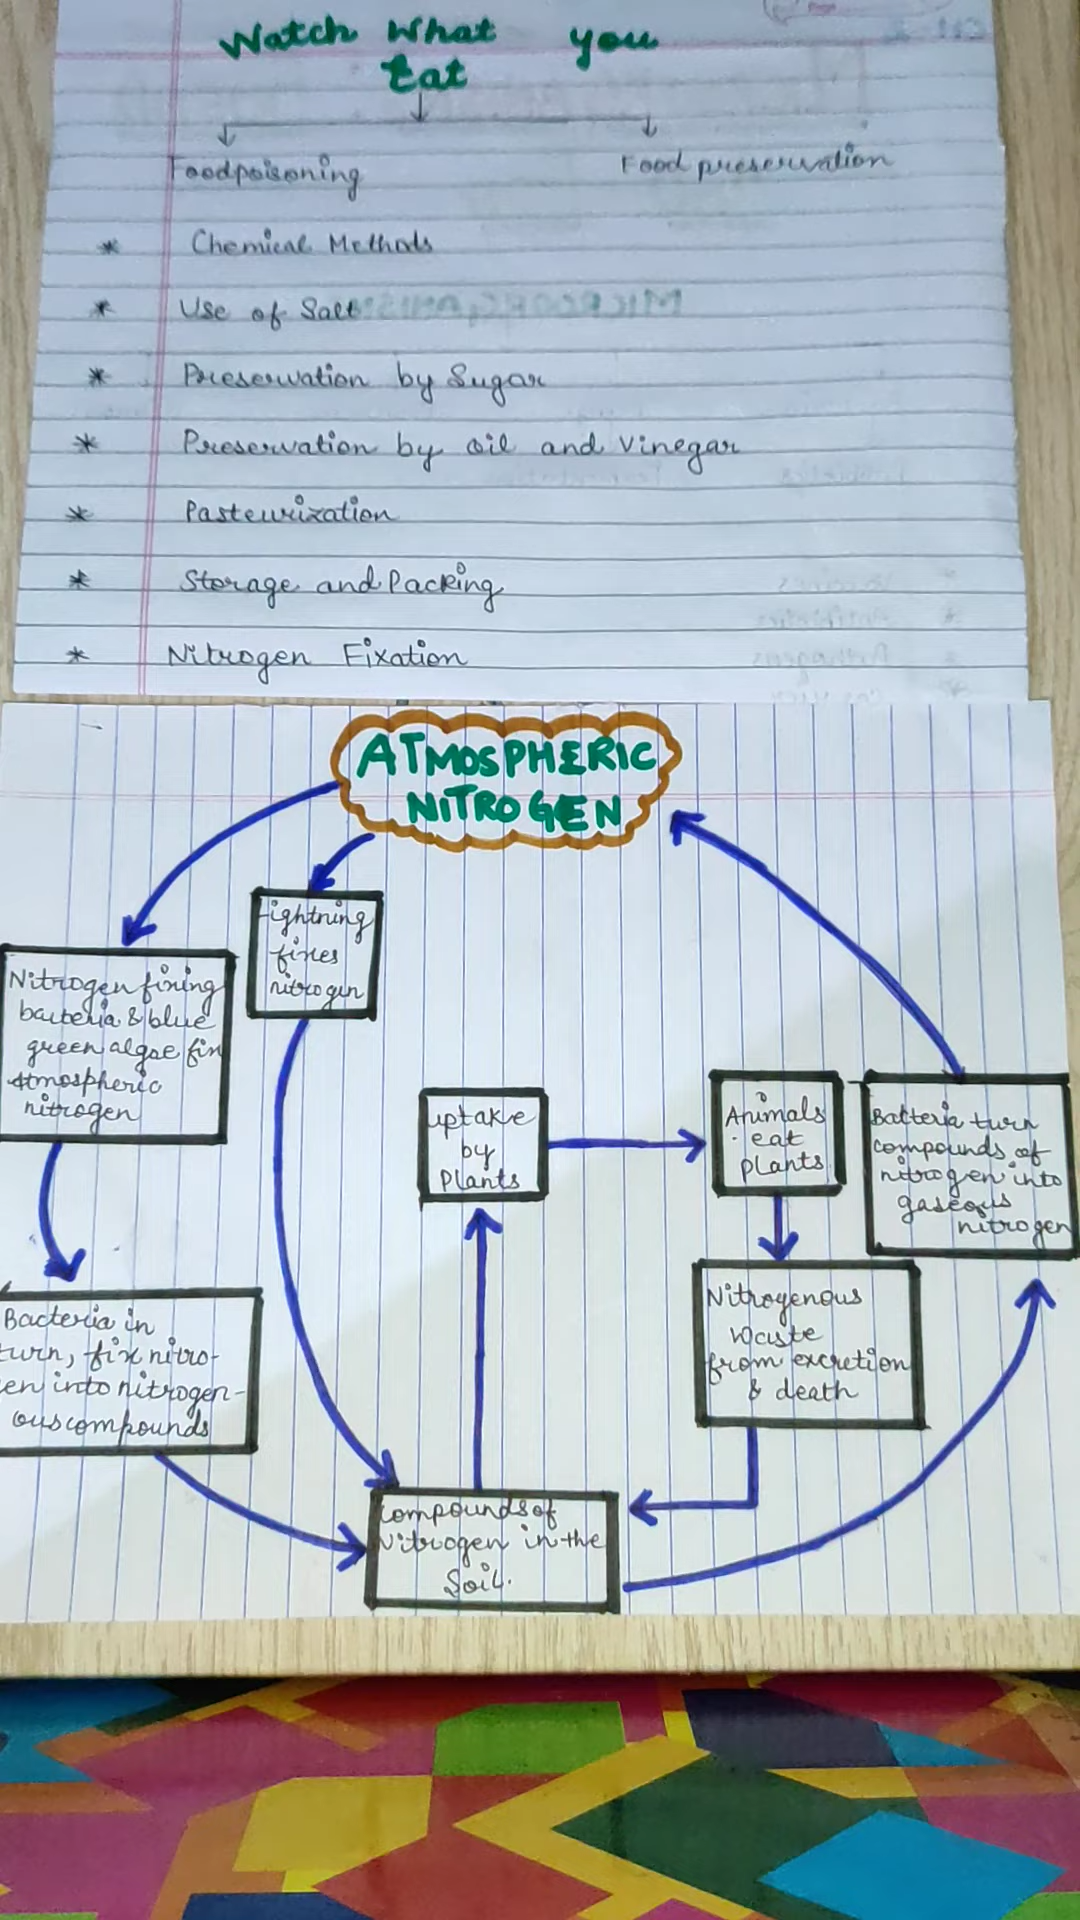 Watch What you
Eat
Foodpoisoning
Food preservation
* Chemical Methods
* Use of Salt
* Preservation by Sugar
* Preservation by Oil and Vinegar
* Pasteurization
* Storage and Packing
* Nitrogen Fixation
ATMOSPHERIC
NITROGEN
Lightning
fixes
nitrogen
Nitrogen fixing
bacteria & blue
green algae fix
Atmospheric
nitrogen
uptake
by
Plants
Animals
eat
plants
Bacteria turn
compounds of
nitrogen into
gaseous
nitrogen
Bacteria in
turn, fix nitro-
en into nitrogen-
ous compounds
Nitrogenous
waste
from excretion
& death
Compounds of
Nitrogen in the
Soil.